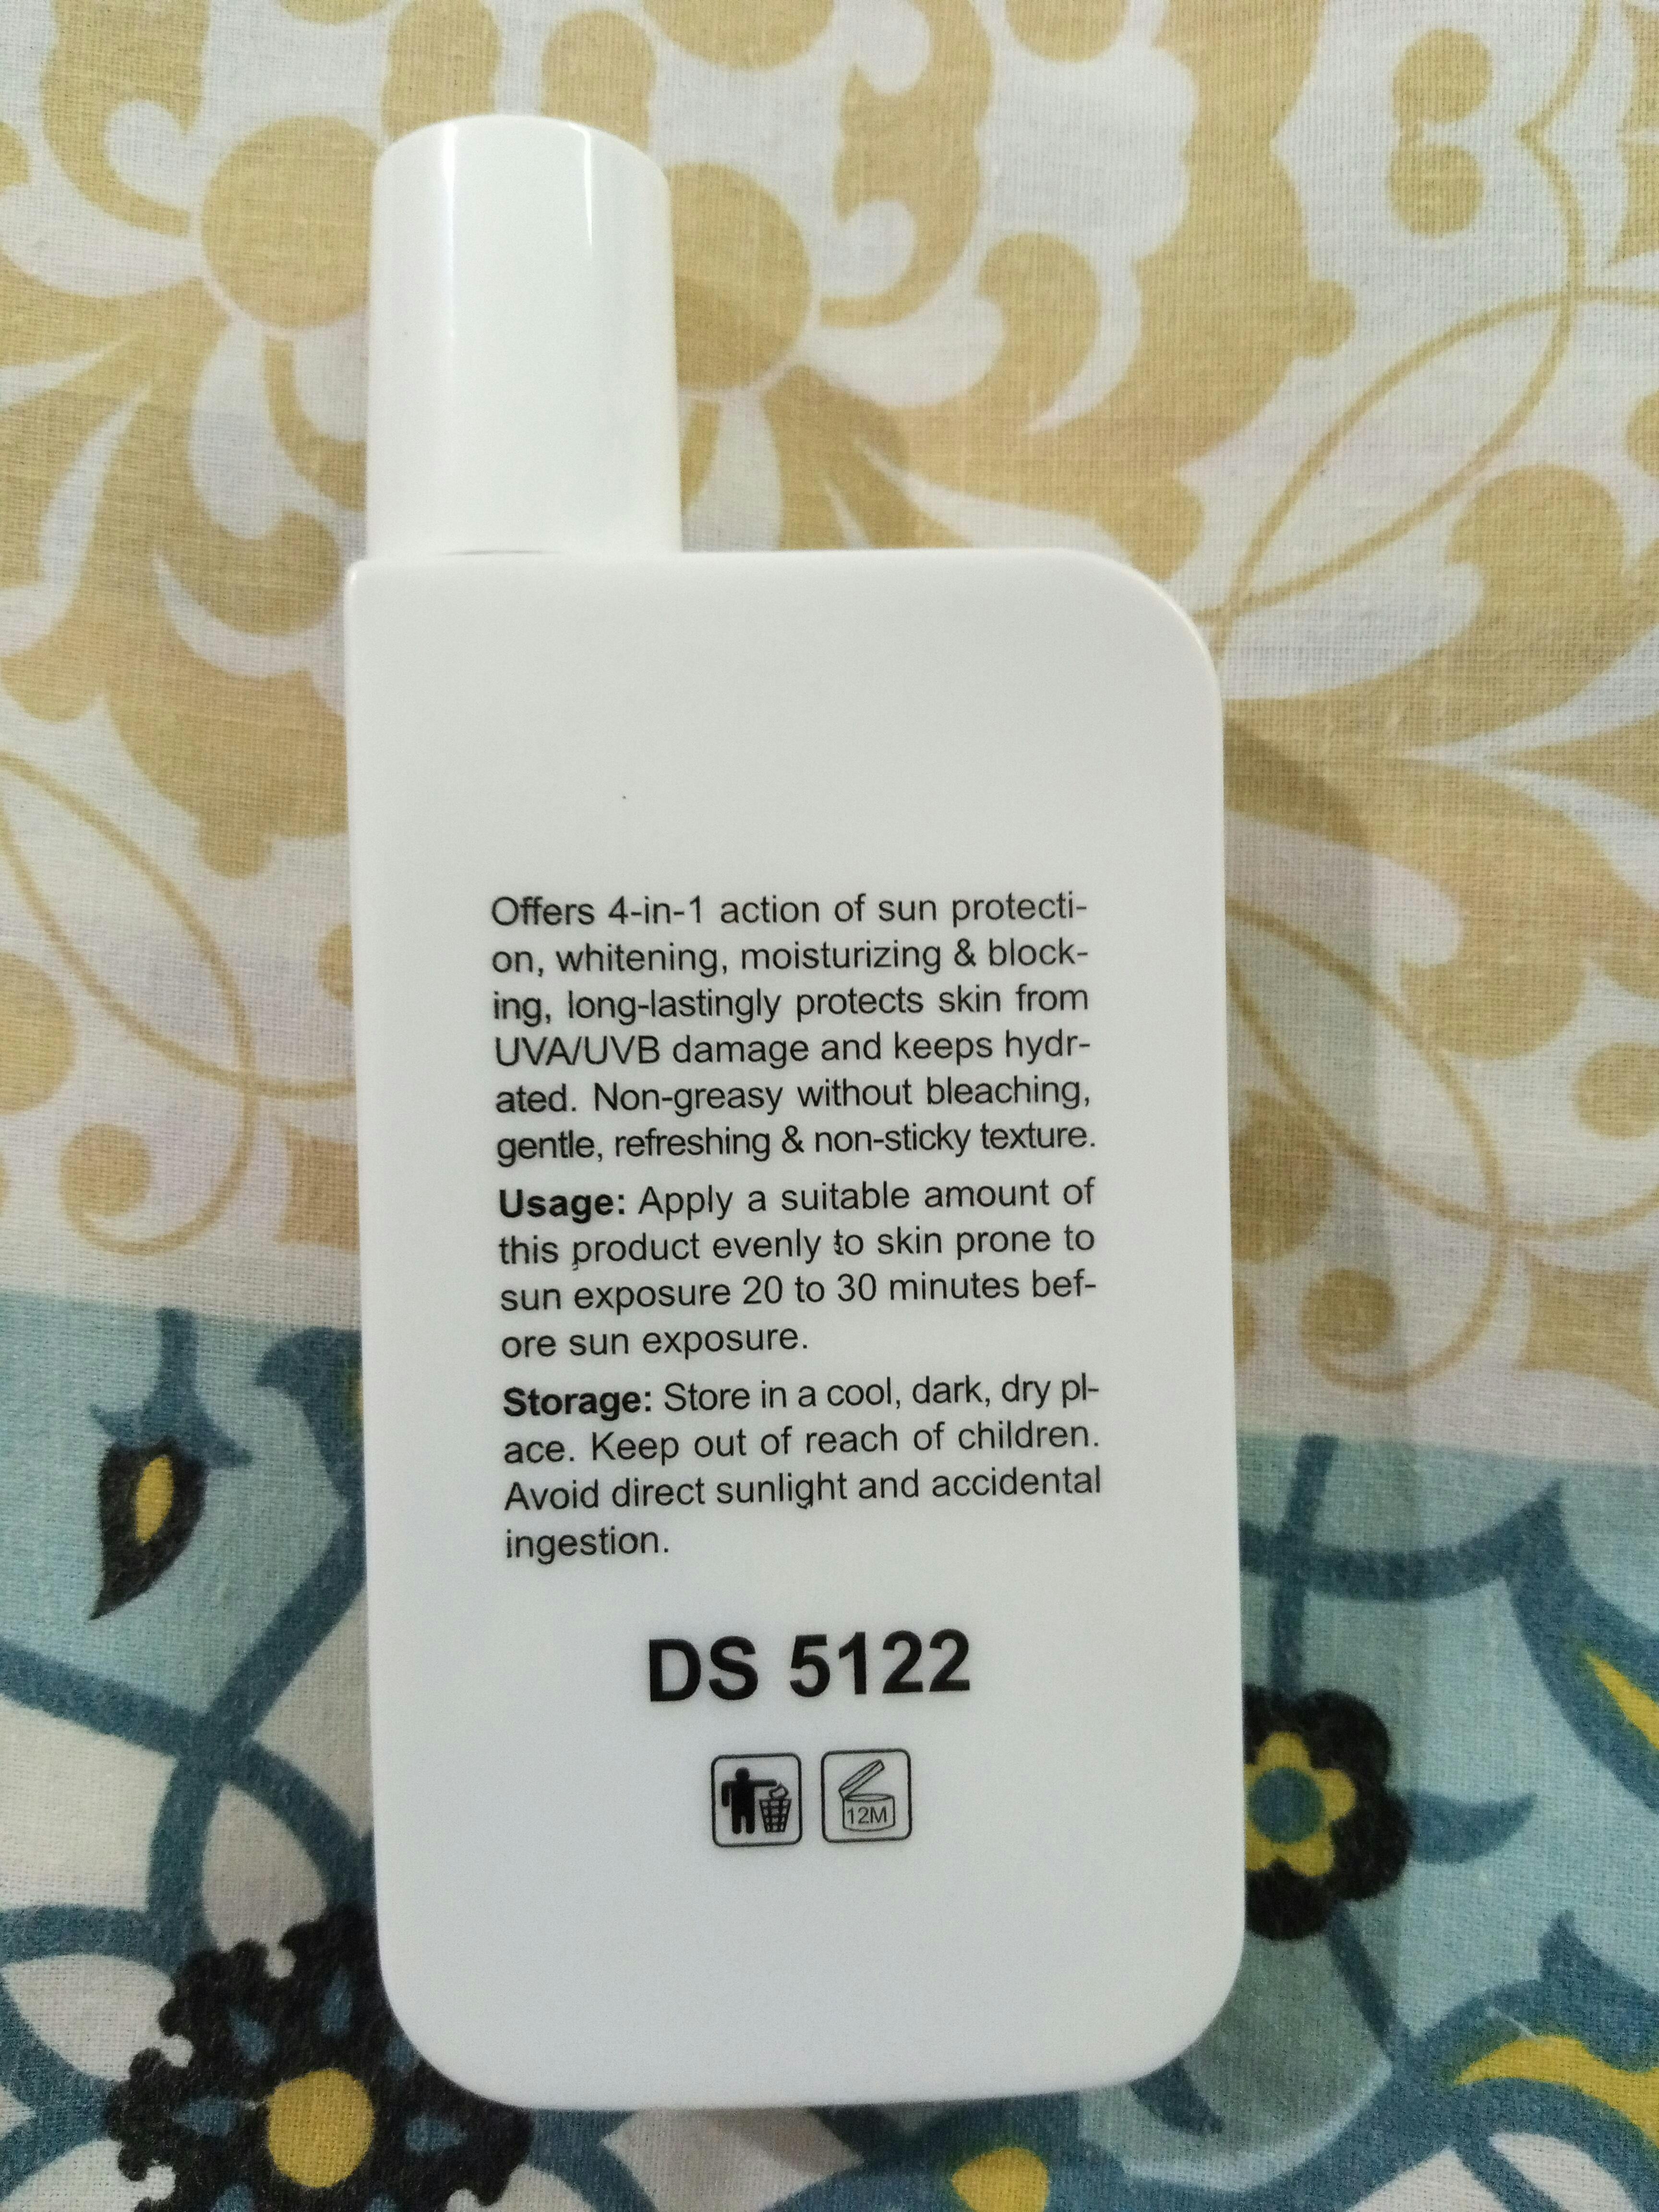 Offers 4-in-1 action of sun protecti-
on, whitening, moisturizing & block-
ing, long-lastingly protects skin from
UVA/UVB damage and keeps hydr-
ated. Non-greasy without bleaching,
gentle, refreshing & non-sticky texture.
Usage: Apply a suitable amount of
this product evenly to skin prone to
sun exposure 20 to 30 minutes bef-
ore sun exposure.
Storage: Store in a cool, dark, dry pl-
ace. Keep out of reach of children.
Avoid direct sunlight and accidental
ingestion.
DS 5122
12M